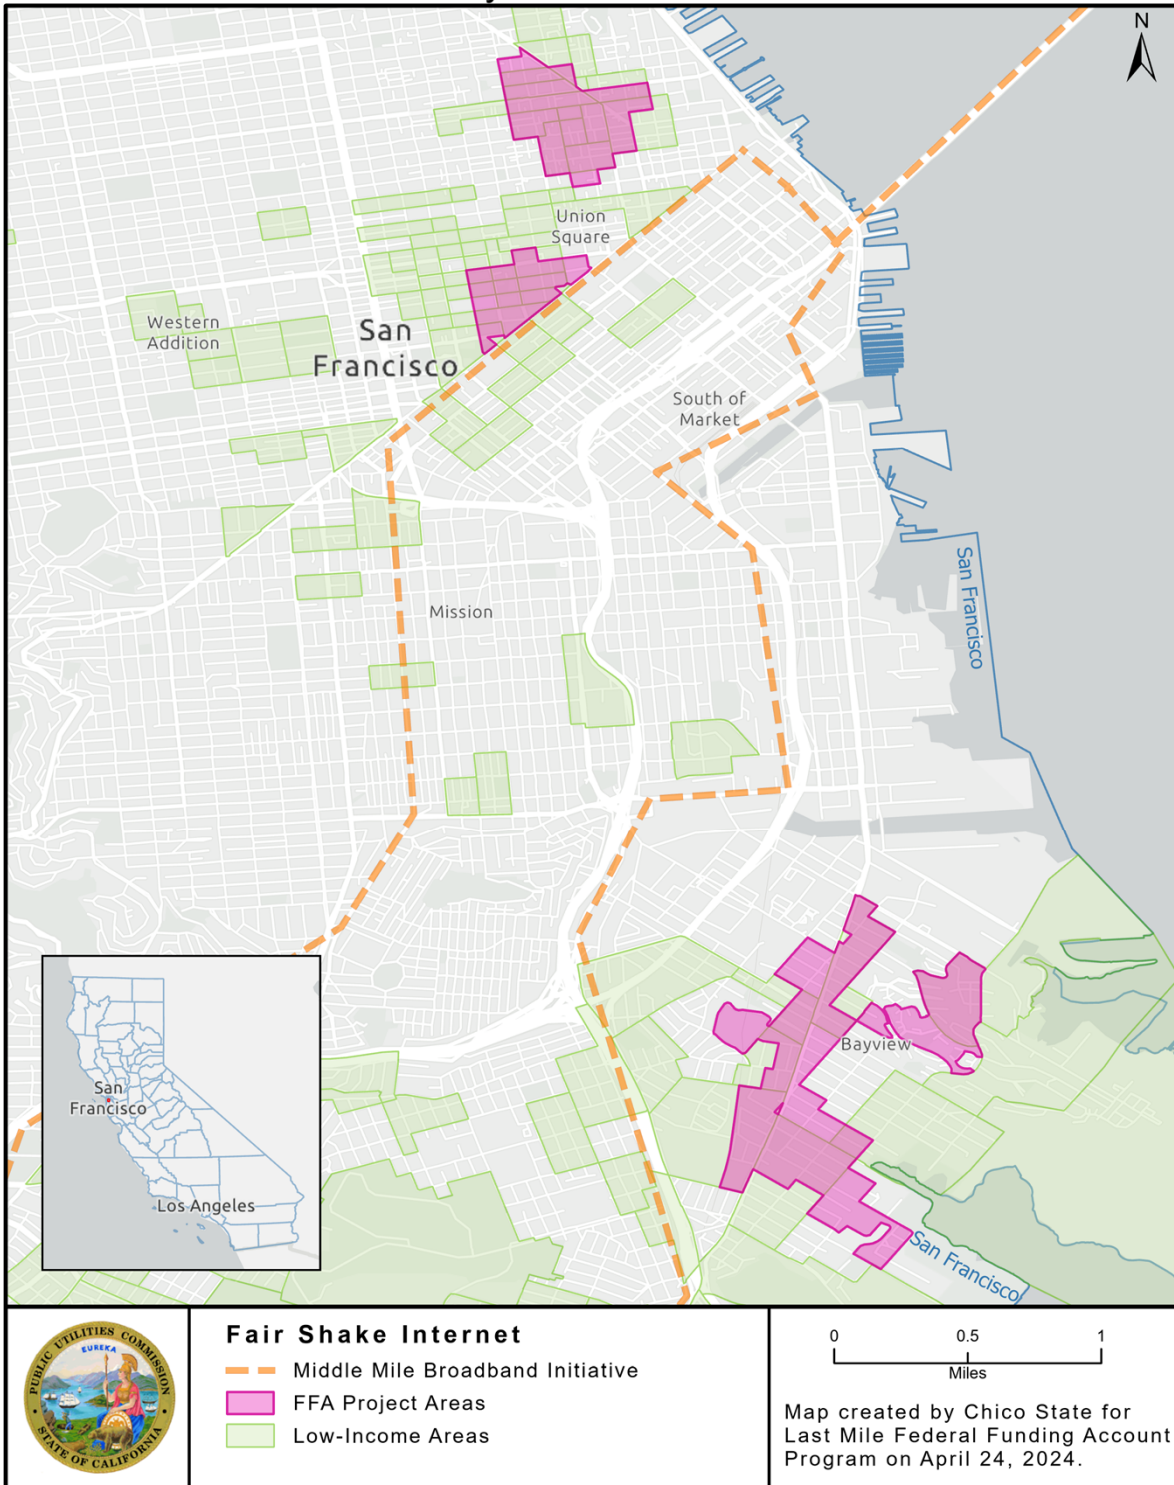 N
Union
Square
Western
Addition
San
Francisco
South of
Market
San Francisco
Mission
Bayview
San
Francisco
Los Angeles
San Francisco
PUBLIC UTILITIES COMMISSION
EUREKA
STATE OF CALIFORNIA
Fair Shake Internet
Middle Mile Broadband Initiative
FFA Project Areas
Low-Income Areas
0 0.5 1
Miles
Map created by Chico State for
Last Mile Federal Funding Account
Program on April 24, 2024.